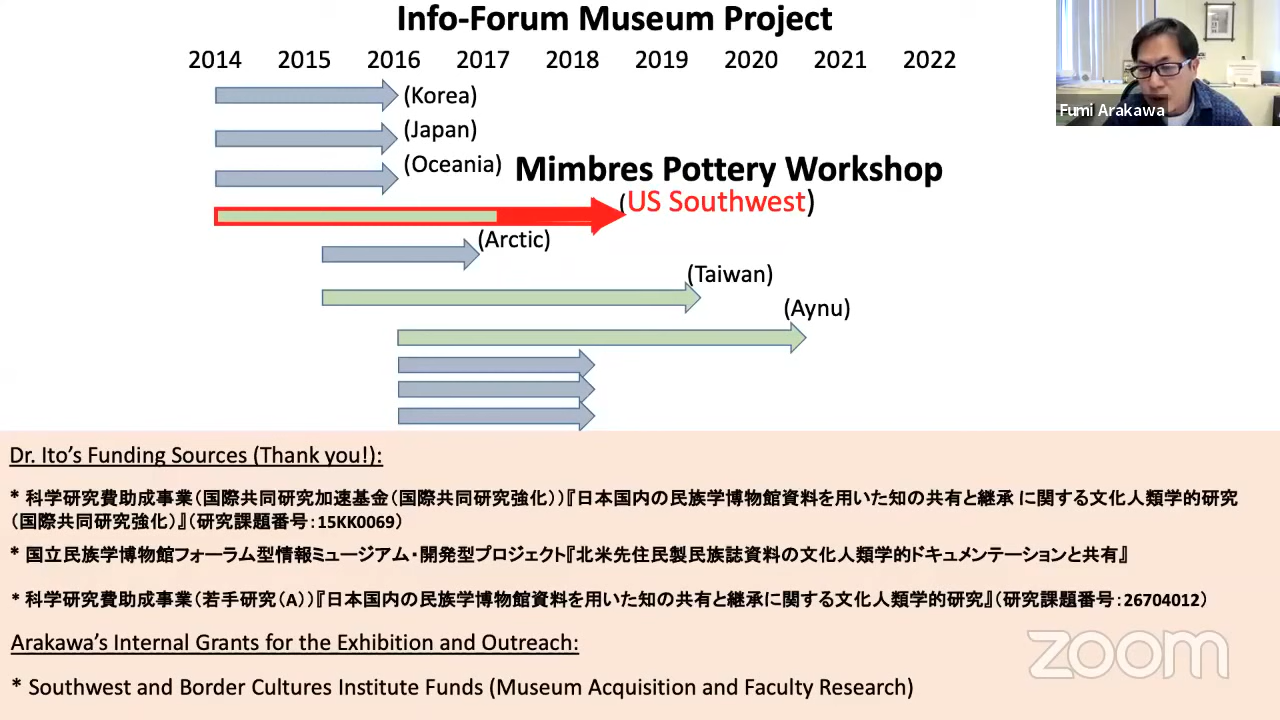 Info-Forum Museum Project
2014 2015 2016 2017 2018 2019 2020 2021 2022
Fumi Arakawa
(Korea)
(Japan)
(Oceania)
Mimbres Pottery Workshop
(US Southwest)
(Arctic)
(Taiwan)
(Aynu)
Dr. Ito's Funding Sources (Thank you!):
* 科学研究費助成事業(国際共同研究加速基金(国際共同研究強化))『日本国内の民族学博物館資料を用いた知の共有と継承 に関する文化人類学的研究
(国際共同研究強化)』(研究課題番号:15KK0069)
* 国立民族学博物館フォーラム型情報ミュージアム・開発型プロジェクト『北米先住民製民族誌資料の文化人類学的ドキュメンテーションと共有』
* 科学研究費助成事業(若手研究(A))『日本国内の民族学博物館資料を用いた知の共有と継承に関する文化人類学的研究』(研究課題番号:26704012)
Arakawa's Internal Grants for the Exhibition and Outreach:
* Southwest and Border Cultures Institute Funds (Museum Acquisition and Faculty Research)
zoom